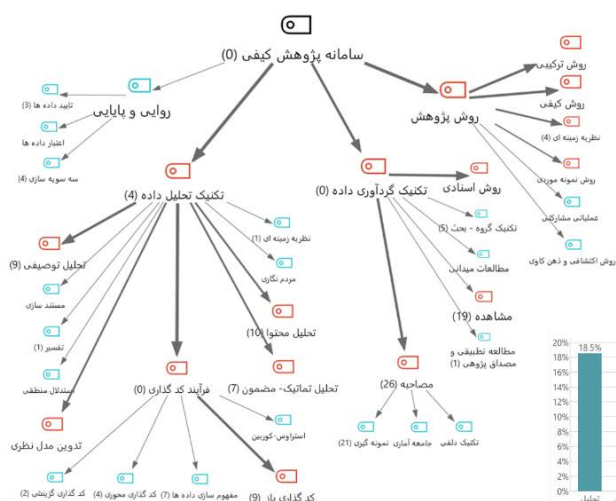 سامانه پژوهش کیفی (0)
روش ترکیبی
روش کیفی
روش پژوهش
نظریه زمینه ای (4)
روش نمونه موردی
عملیاتی مشارکتی
روش اکتشافی و ذهن کاوی
روایی و پایایی
تایید داده ها (3)
اعتبار داده ها
سه سویه سازی (4)
تکنیک گردآوری داده (0)
روش اسنادی
تکنیک گروه - بحث (5)
مطالعات میدانی
مشاهده (19)
مطالعه تطبیقی و
مصداق پژوهی (1)
مصاحبه (26)
تکنیک دلفی
جامعه آماری
نمونه گیری (21)
تکنیک تحلیل داده (4)
نظریه زمینه ای (1)
مردم نگاری
تحلیل محتوا (10)
تحلیل تماتیک- مضمون (7)
تحلیل توصیفی (9)
مستند سازی
تفسیر (1)
استدلال منطقی
تدوین مدل نظری
فرآیند کد گذاری (0)
استراوس-کوربین
کد گذاری باز (9)
مفهوم سازی داده ها (7)
کد گذاری محوری (4)
کد گذاری گزینشی (2)
20%
18.5%
18%
16%
14%
12%
10%
8%
6%
4%
2%
0%
تحلیل